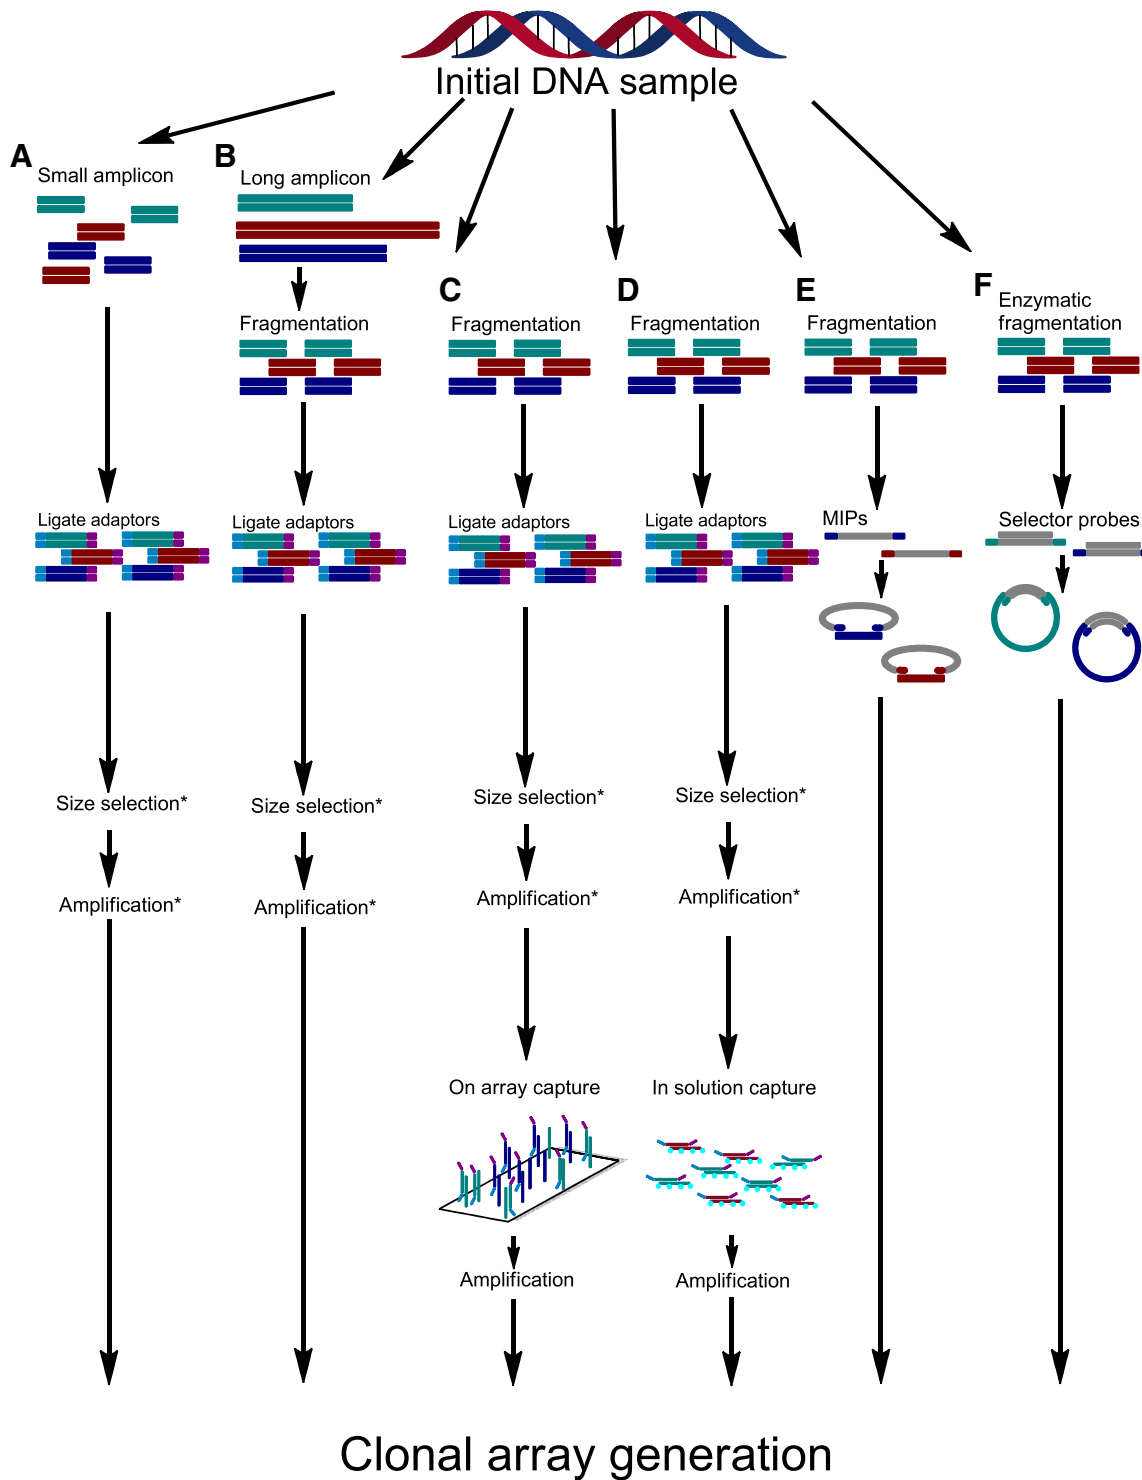 Initial DNA sample
A
Small amplicon
B
Long amplicon
C
D
E
F
Enzymatic
fragmentation
Fragmentation
Fragmentation
Fragmentation
Fragmentation
Ligate adaptors
Ligate adaptors
Ligate adaptors
Ligate adaptors
MIPs
Selector probes
Size selection*
Size selection*
Size selection*
Size selection*
Amplification*
Amplification*
Amplification*
Amplification*
On array capture
In solution capture
Amplification
Amplification
Clonal array generation